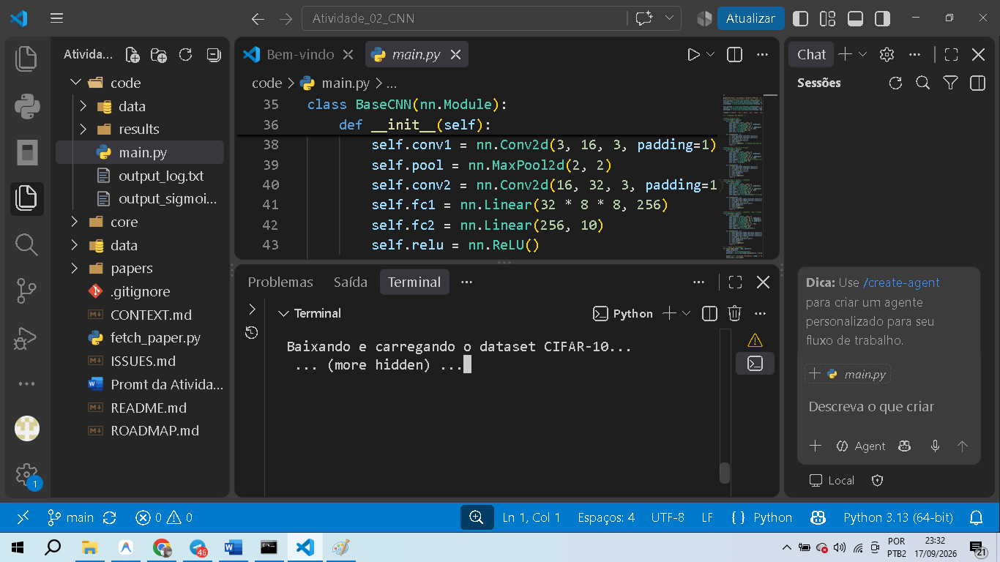 Atividade_02_CNN
Atualizar
Ativida...
code
data
results
main.py
output_log.txt
output_sigmoi...
core
data
papers
.gitignore
CONTEXT.md
fetch_paper.py
ISSUES.md
Promt da Ativida...
README.md
ROADMAP.md
1
Bem-vindo
main.py
code > main.py > ...
35 class BaseCNN(nn.Module):
36 def __init__(self):
38 self.conv1 = nn.Conv2d(3, 16, 3, padding=1)
39 self.pool = nn.MaxPool2d(2, 2)
40 self.conv2 = nn.Conv2d(16, 32, 3, padding=1)
41 self.fc1 = nn.Linear(32 * 8 * 8, 256)
42 self.fc2 = nn.Linear(256, 10)
43 self.relu = nn.ReLU()
Problemas Saída Terminal
Terminal
Python
Baixando e carregando o dataset CIFAR-10...
... (more hidden) ...
Chat
Sessões
Dica: Use /create-agent
para criar um agente
personalizado para seu
fluxo de trabalho.
main.py
Descreva o que criar
Agent
Local
main 0 0 Ln 1, Col 1 Espaços: 4 UTF-8 LF {} Python Python 3.13 (64-bit)
46
POR
PTB2
23:32
17/09/2026
21